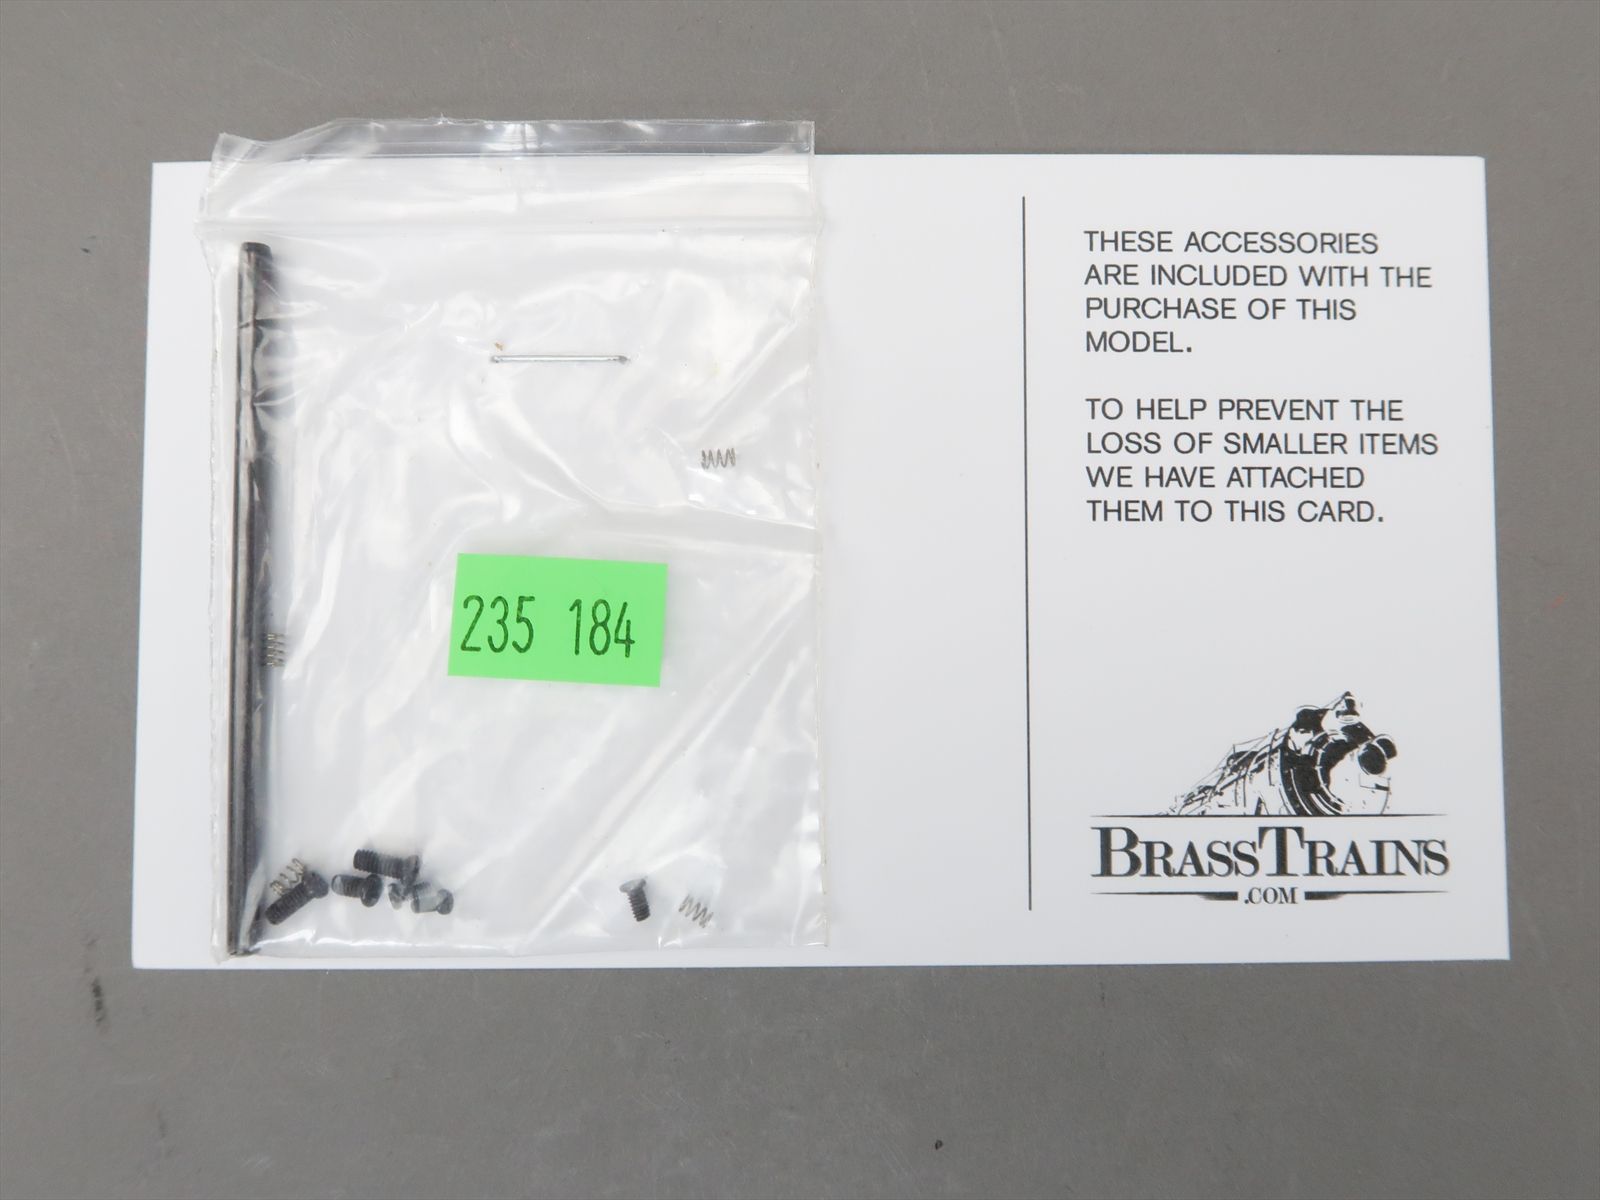 THESE ACCESSORIES
ARE INCLUDED WITH THE
PURCHASE OF THIS
MODEL.
TO HELP PREVENT THE
LOSS OF SMALLER ITEMS
WE HAVE ATTACHED
THEM TO THIS CARD.
235 184
BRASSTRAINS
.COM